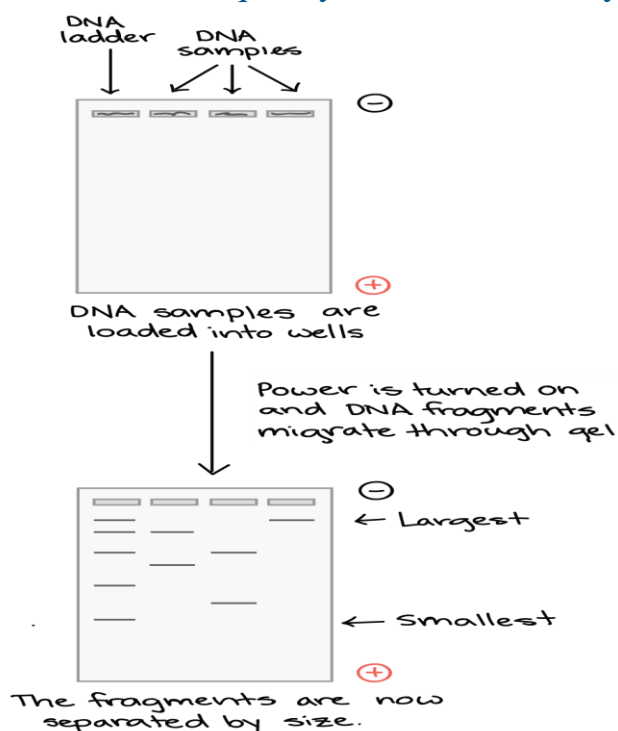 DNA
ladder
DNA
samples
−
+
DNA samples are
loaded into wells
Power is turned on
and DNA fragments
migrate through gel
−
← Largest
← Smallest
+
The fragments are now
separated by size.